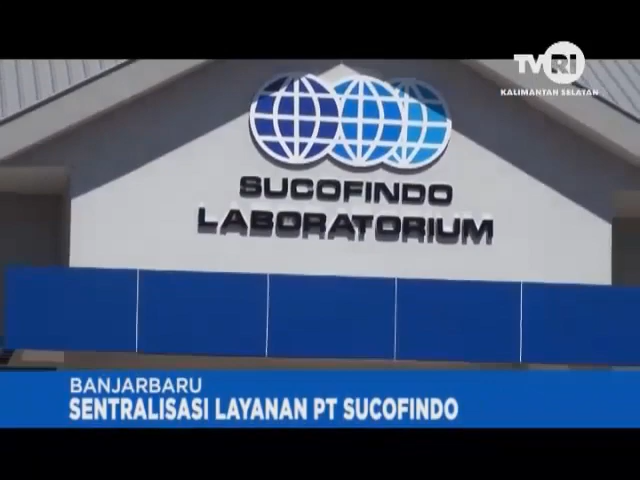 TVRI
KALIMANTAN SELATAN
SUCOFINDO
LABORATORIUM
BANJARBARU
SENTRALISASI LAYANAN PT SUCOFINDO